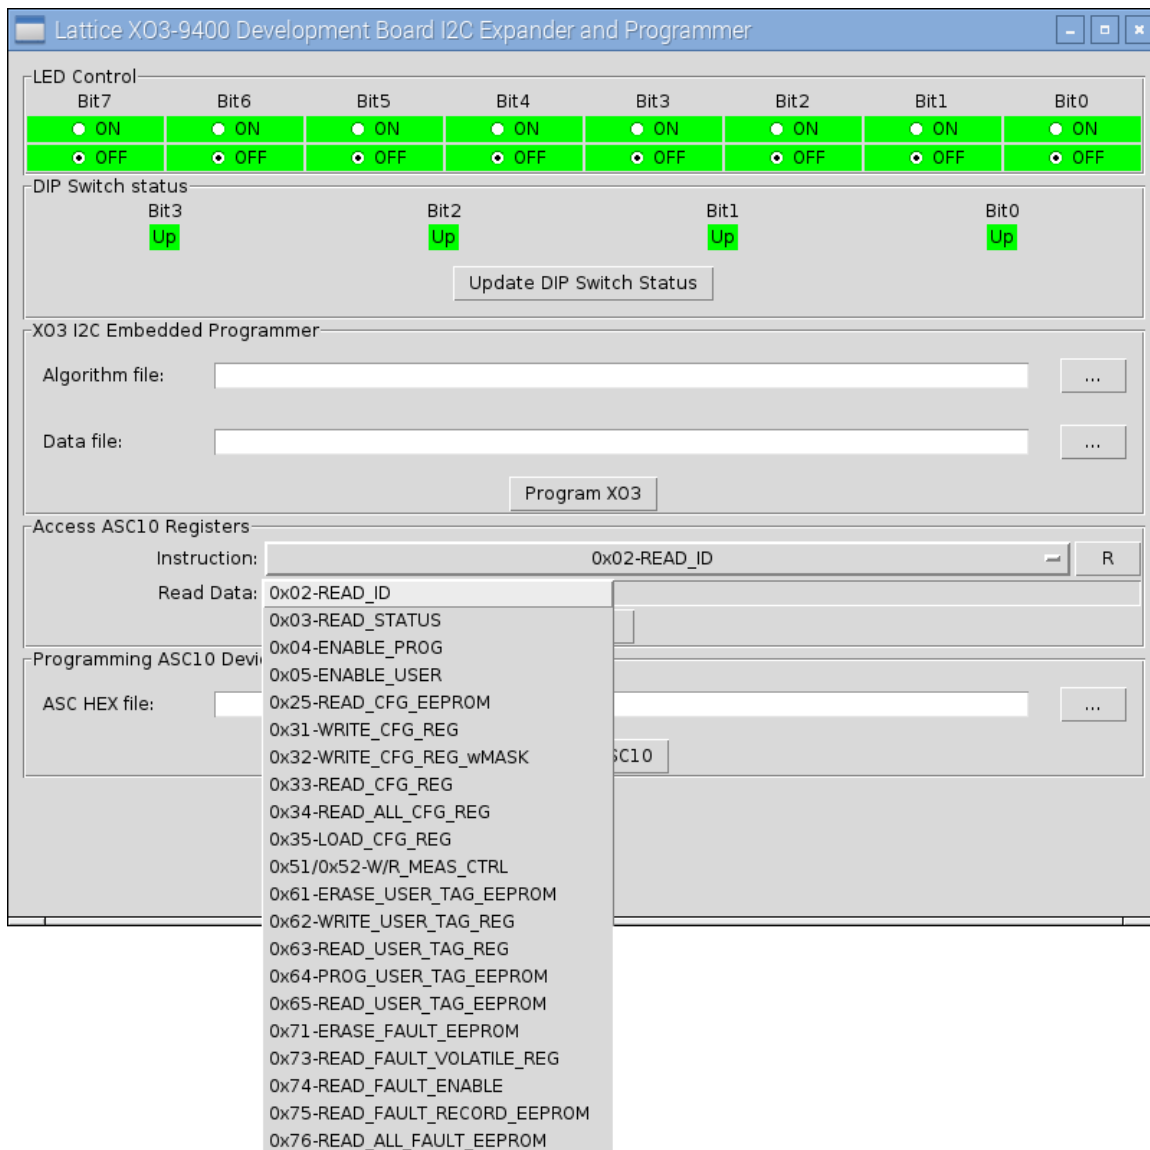 Lattice XO3-9400 Development Board I2C Expander and Programmer
LED Control
Bit7 Bit6 Bit5 Bit4 Bit3 Bit2 Bit1 Bit0
ON ON ON ON ON ON ON ON
OFF OFF OFF OFF OFF OFF OFF OFF
DIP Switch status
Bit3 Bit2 Bit1 Bit0
Up Up Up Up
Update DIP Switch Status
XO3 I2C Embedded Programmer
Algorithm file: ...
Data file: ...
Program XO3
Access ASC10 Registers
Instruction: 0x02-READ_ID R
Read Data: 0x02-READ_ID
0x03-READ_STATUS
0x04-ENABLE_PROG
Programming ASC10 Devi
0x05-ENABLE_USER
ASC HEX file: 0x25-READ_CFG_EEPROM ...
0x31-WRITE_CFG_REG
0x32-WRITE_CFG_REG_wMASK SC10
0x33-READ_CFG_REG
0x34-READ_ALL_CFG_REG
0x35-LOAD_CFG_REG
0x51/0x52-W/R_MEAS_CTRL
0x61-ERASE_USER_TAG_EEPROM
0x62-WRITE_USER_TAG_REG
0x63-READ_USER_TAG_REG
0x64-PROG_USER_TAG_EEPROM
0x65-READ_USER_TAG_EEPROM
0x71-ERASE_FAULT_EEPROM
0x73-READ_FAULT_VOLATILE_REG
0x74-READ_FAULT_ENABLE
0x75-READ_FAULT_RECORD_EEPROM
0x76-READ_ALL_FAULT_EEPROM